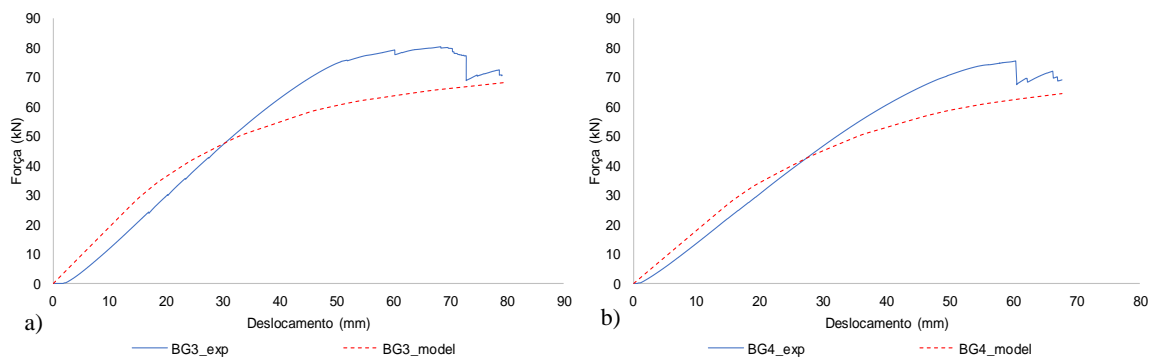 90
80
70
60
50
40
30
20
10
0
Força (kN)
0 10 20 30 40 50 60 70 80 90
Deslocamento (mm)
a)
BG3_exp BG3_model
90
80
70
60
50
40
30
20
10
0
Força (kN)
0 10 20 30 40 50 60 70 80
Deslocamento (mm)
b)
BG4_exp BG4_model